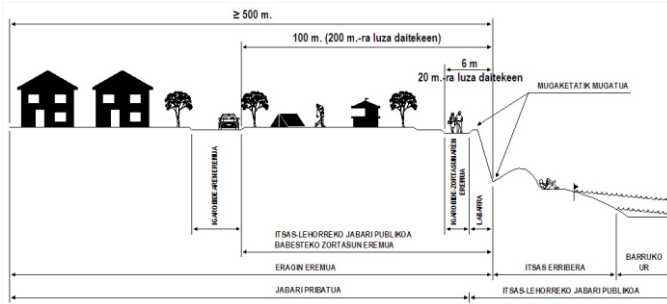 ≥ 500 m.
100 m. (200 m.-ra luza daitekeen)
6 m
20 m.-ra luza daitekeen
MUGAKETATIK MUGATUA
IGAROBIDE AREN EREMUA
IGAROBIDE-ZORTASUNAREN
EREMUA
LABARRA
ITSAS-LEHORREKO JABARI PUBLIKOA
BABESTEKO ZORTASUN EREMUA
ERAGIN EREMUA
ITSAS ERRIBERA
BARRUKO
UR
JABARI PRIBATUA
ITSAS-LEHORREKO JABARI PUBLIKOA